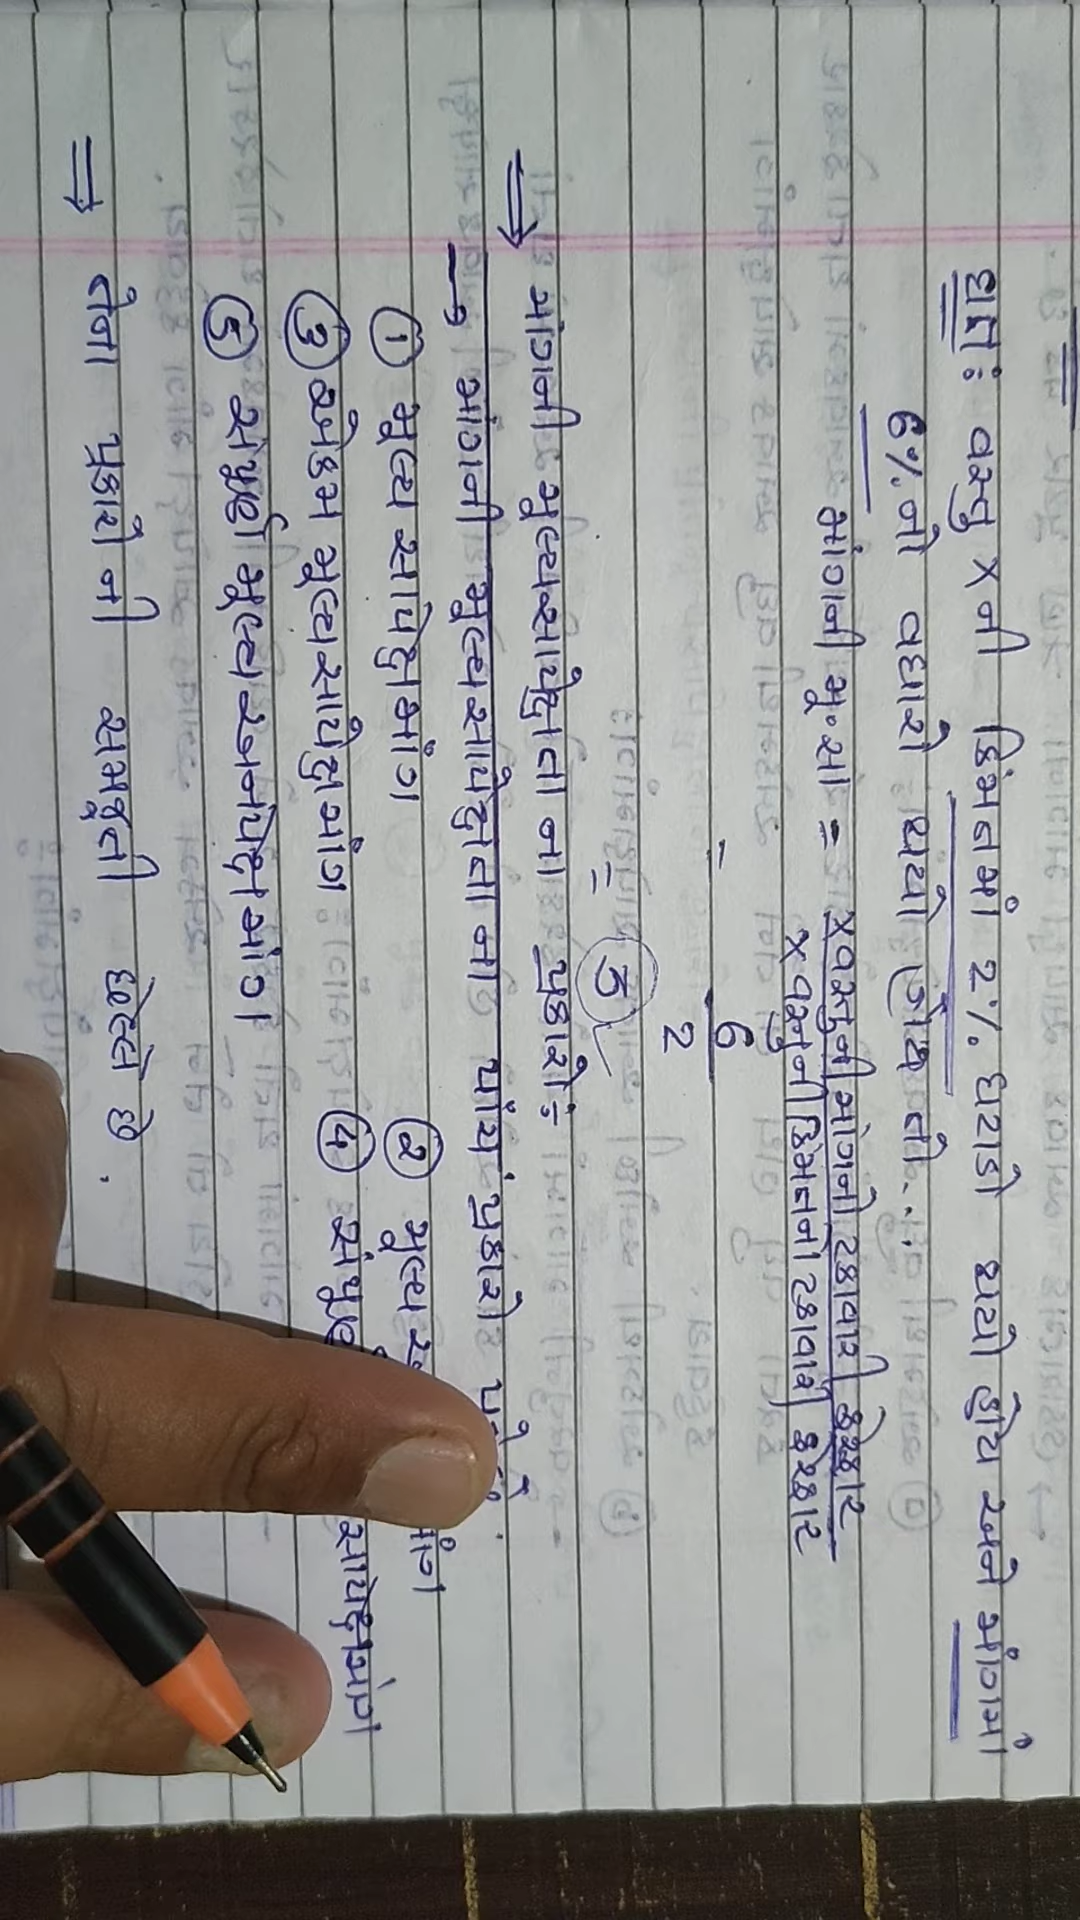 ધારો: વસ્તુ X ની કિંમતમાં 2%. ઘટાડો થયો હોય અને માંગમાં
6%.નો વધારો થયો હોય તો..,
માંગની મૂ.સા = X વસ્તુની માંગનો ટકાવારી ફેરફાર
X વસ્તુની કિંમતનો ટકાવારી ફેરફાર
= 6
2
= 3
⇒ માંગની મૂલ્યસાપેક્ષતા ના પ્રકારો:
→ માંગની મૂલ્યસાપેક્ષતા ના પાંચ પ્રકારો
① મૂલ્ય સાપેક્ષ માંગ ② મૂલ્ય
③ એકમ મૂલ્યસાપેક્ષ માંગ ④ સાપેક્ષ માંગ
⑤ સંપૂર્ણ મૂલ્યઅનપેક્ષ માંગ
⇒ તેના પ્રકારોની સમજૂતી છે.